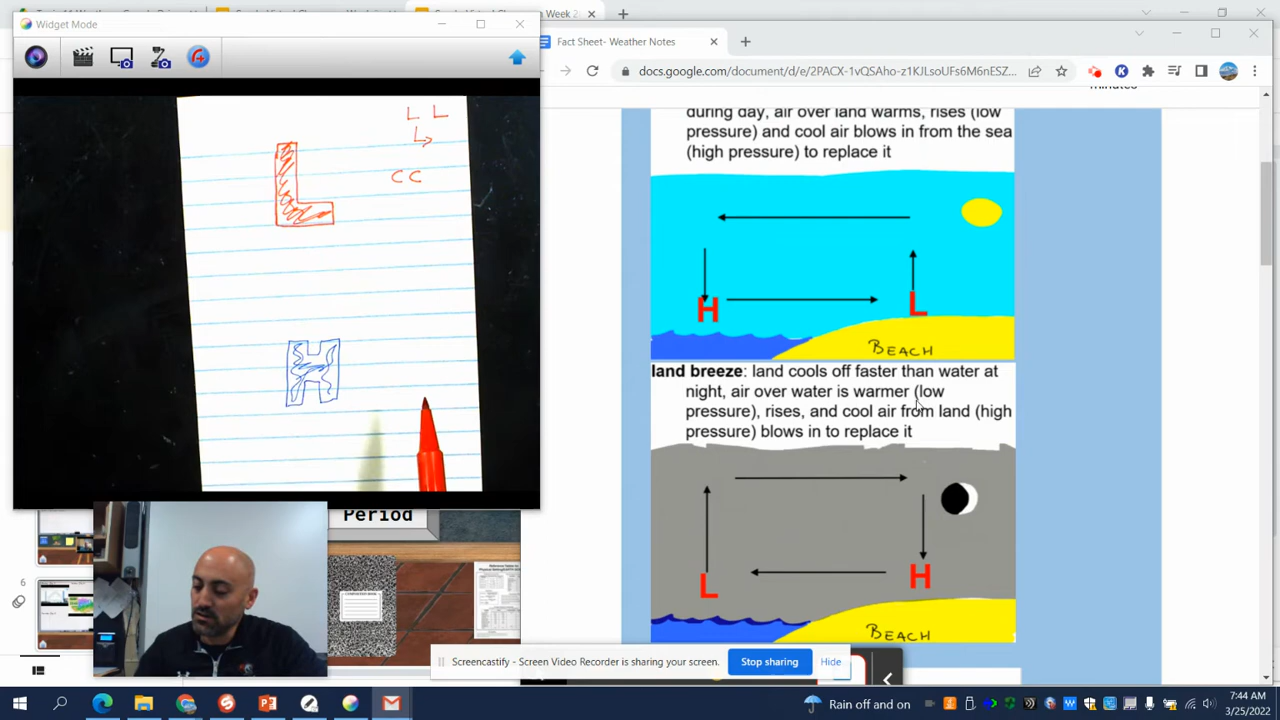 Widget Mode
Fact Sheet- Weather Notes
docs.google.com/document/d/e/2PACX-1vQSAho-z1KJLsoUFs6M6nESZ...
during day, air over land warms, rises (low
pressure) and cool air blows in from the sea
(high pressure) to replace it
H
L
BEACH
land breeze: land cools off faster than water at
night, air over water is warmer (low
pressure), rises, and cool air from land (high
pressure) blows in to replace it
L
H
BEACH
L L
L
L
CC
H
Period
6
Screencastify - Screen Video Recorder is sharing your screen.
Stop sharing
Hide
Rain off and on
7:44 AM
3/25/2022